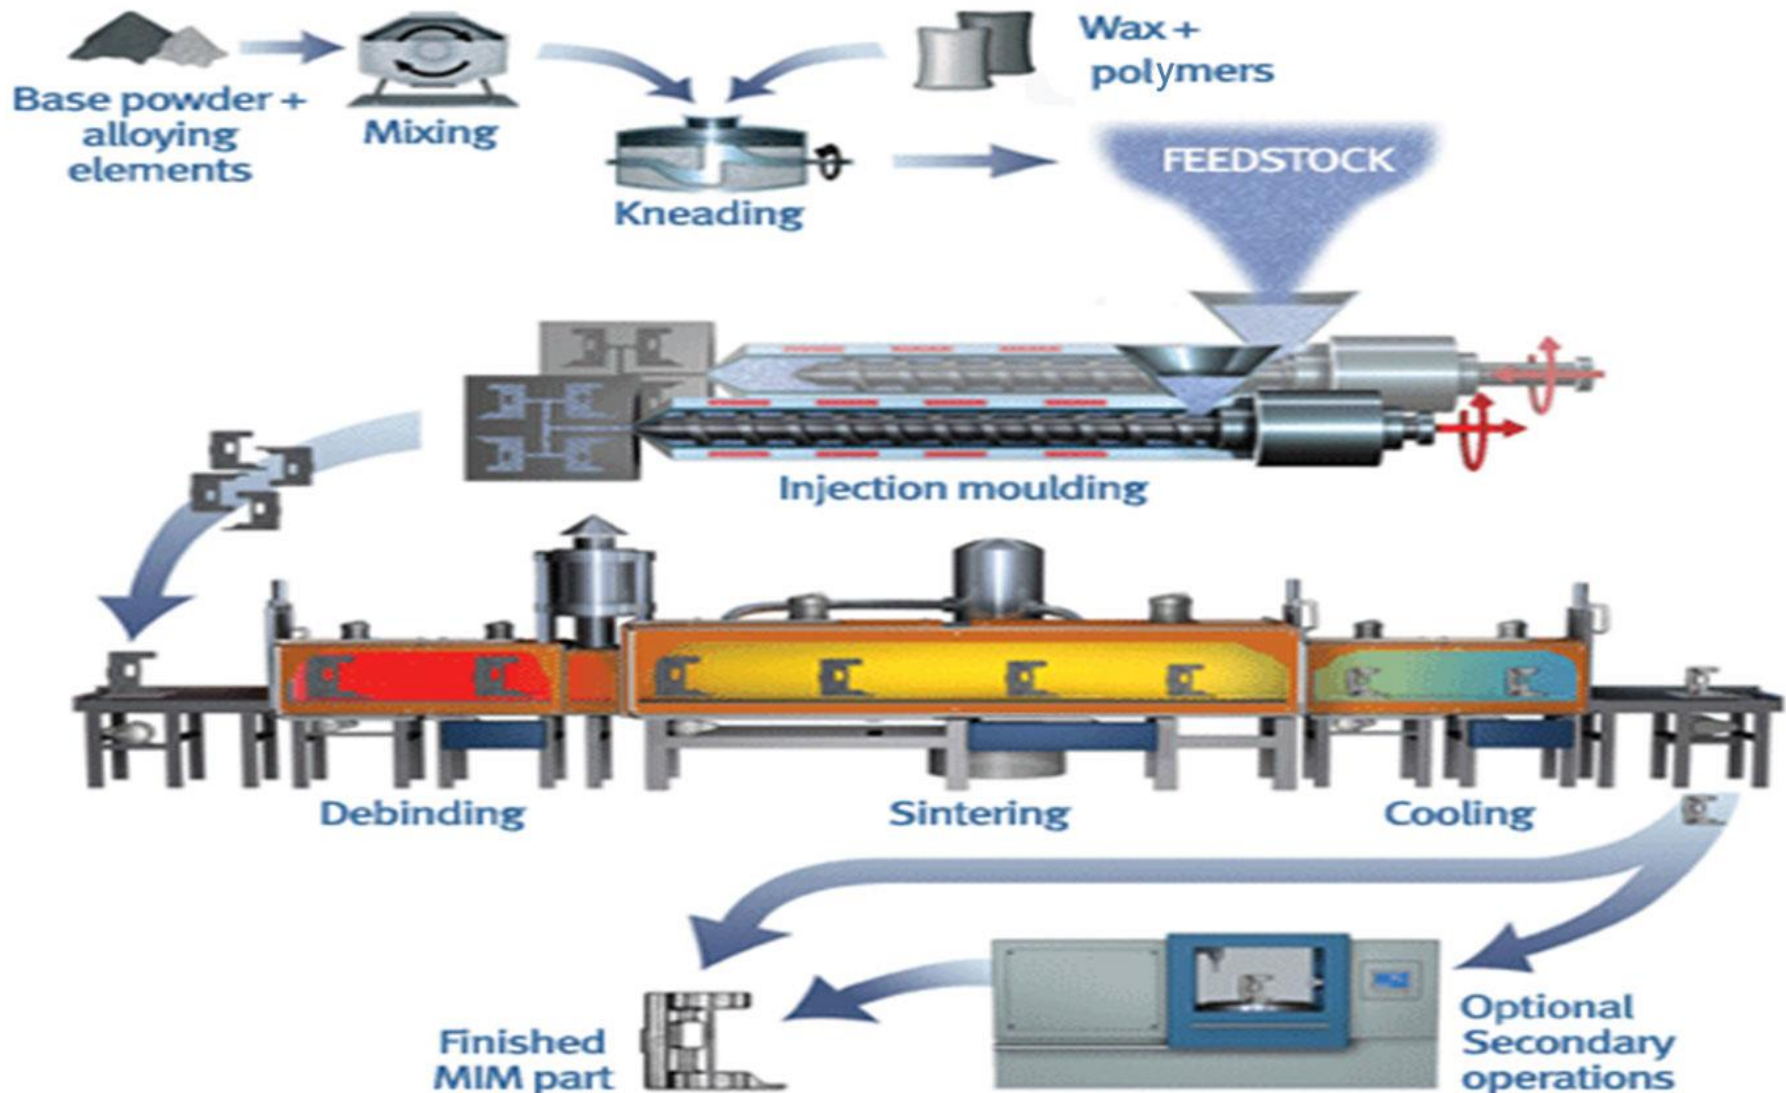 Base powder +
alloying
elements
Mixing
Wax +
polymers
Kneading
FEEDSTOCK
Injection moulding
Debinding
Sintering
Cooling
Finished
MIM part
Optional
Secondary
operations